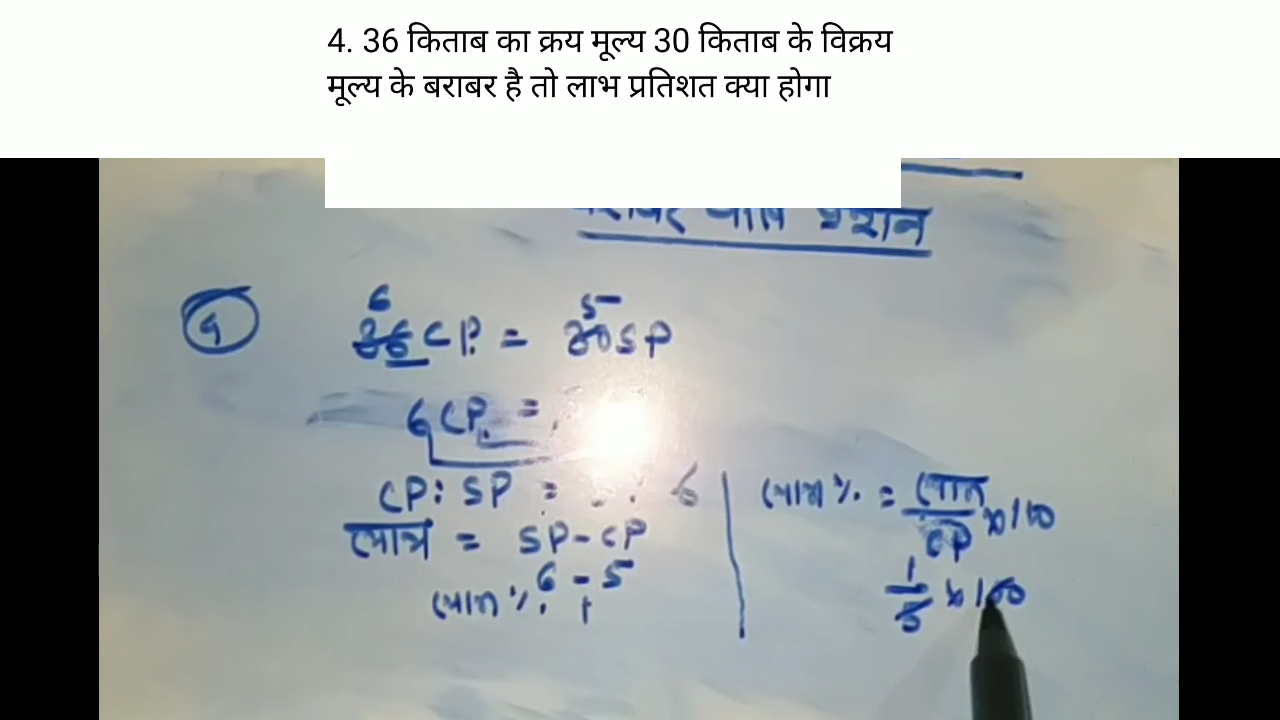 4. 36 किताब का क्रय मूल्य 30 किताब के विक्रय
मूल्य के बराबर है तो लाभ प्रतिशत क्या होगा
प्रशन
6 5
36 CP. = 30 SP
6 CP. =
CP : SP = 6
लाभ = SP - CP
6 - 5
लाभ %. 1
लाभ %. = लाभ
CP × 100
1
5 × 100